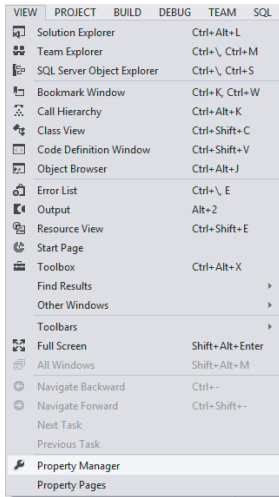 VIEW PROJECT BUILD DEBUG TEAM SQL
Solution Explorer Ctrl+Alt+L
Team Explorer Ctrl+\, Ctrl+M
SQL Server Object Explorer Ctrl+\, Ctrl+S
Bookmark Window Ctrl+K, Ctrl+W
Call Hierarchy Ctrl+Alt+K
Class View Ctrl+Shift+C
Code Definition Window Ctrl+Shift+V
Object Browser Ctrl+Alt+J
Error List Ctrl+\, E
Output Alt+2
Resource View Ctrl+Shift+E
Start Page
Toolbox Ctrl+Alt+X
Find Results
Other Windows
Toolbars
Full Screen Shift+Alt+Enter
All Windows Shift+Alt+M
Navigate Backward Ctrl+-
Navigate Forward Ctrl+Shift+-
Next Task
Previous Task
Property Manager
Property Pages